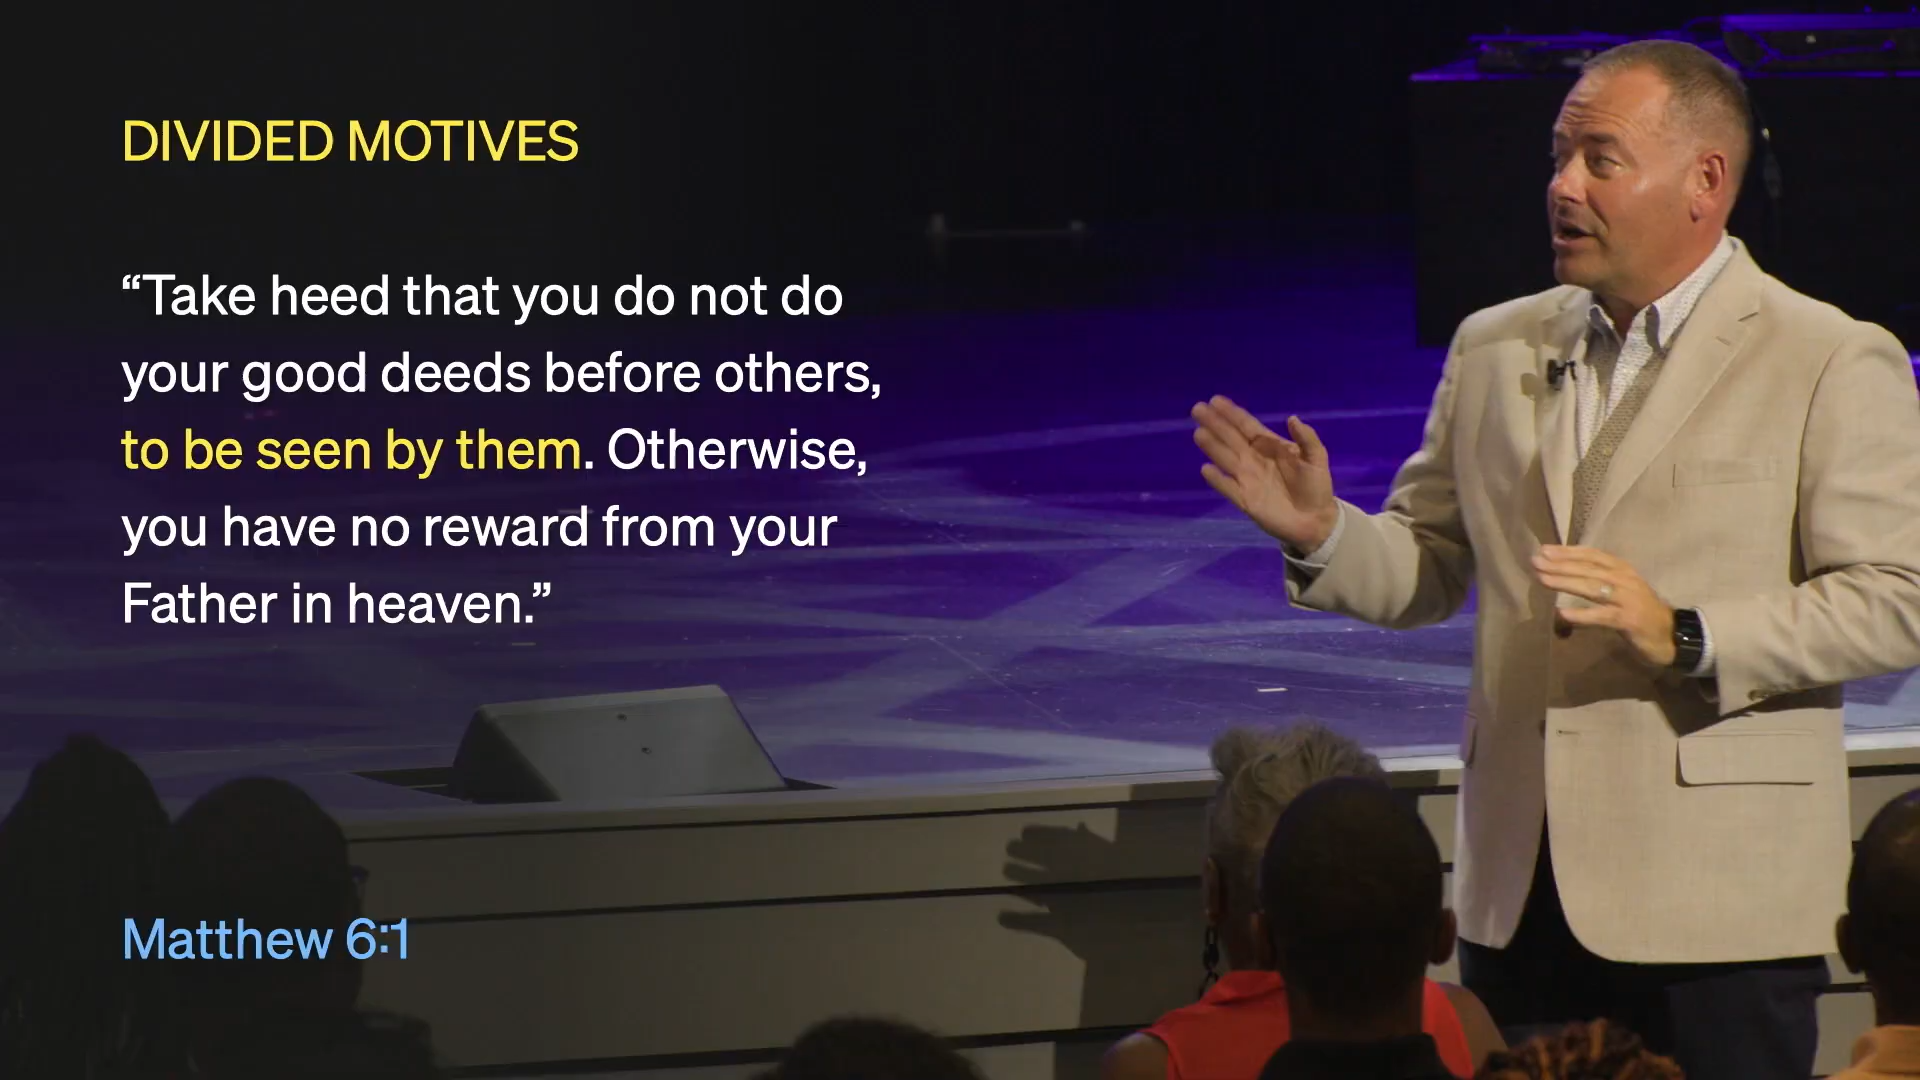 DIVIDED MOTIVES
“Take heed that you do not do
your good deeds before others,
to be seen by them. Otherwise,
you have no reward from your
Father in heaven.”
Matthew 6:1